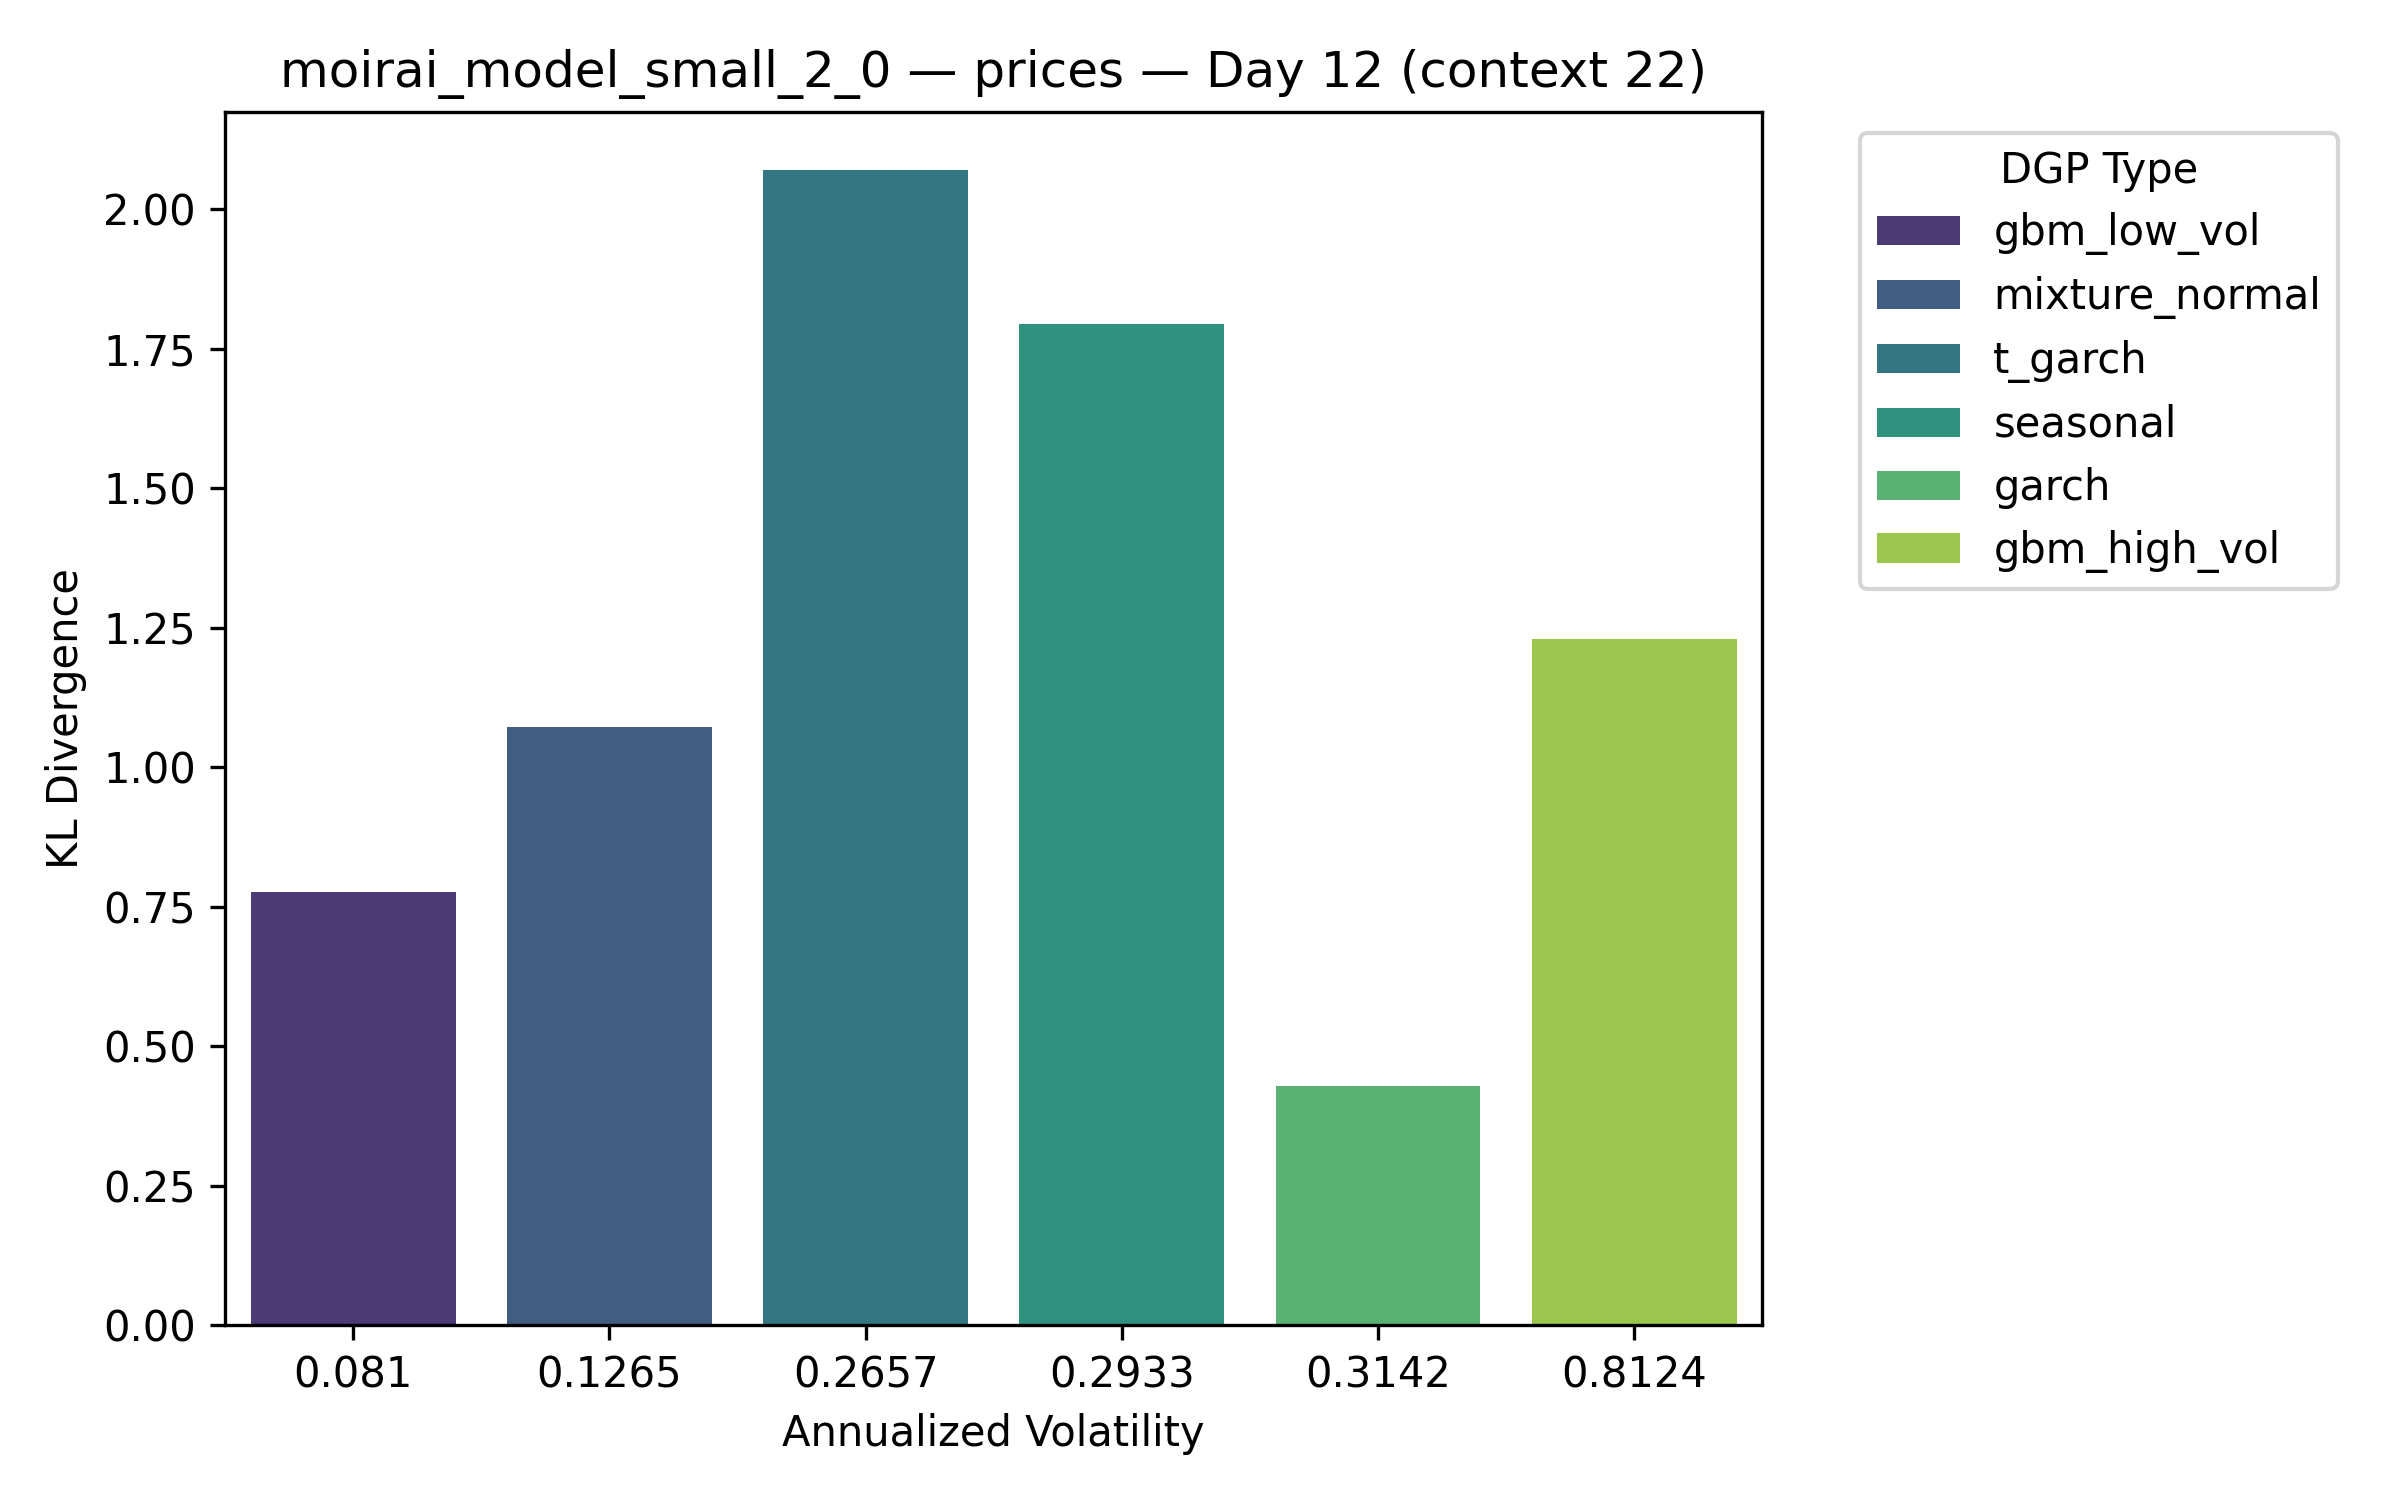 moirai_model_small_2_0 — prices — Day 12 (context 22)
KL Divergence
2.00
1.75
1.50
1.25
1.00
0.75
0.50
0.25
0.00
0.081 0.1265 0.2657 0.2933 0.3142 0.8124
Annualized Volatility
DGP Type
gbm_low_vol
mixture_normal
t_garch
seasonal
garch
gbm_high_vol